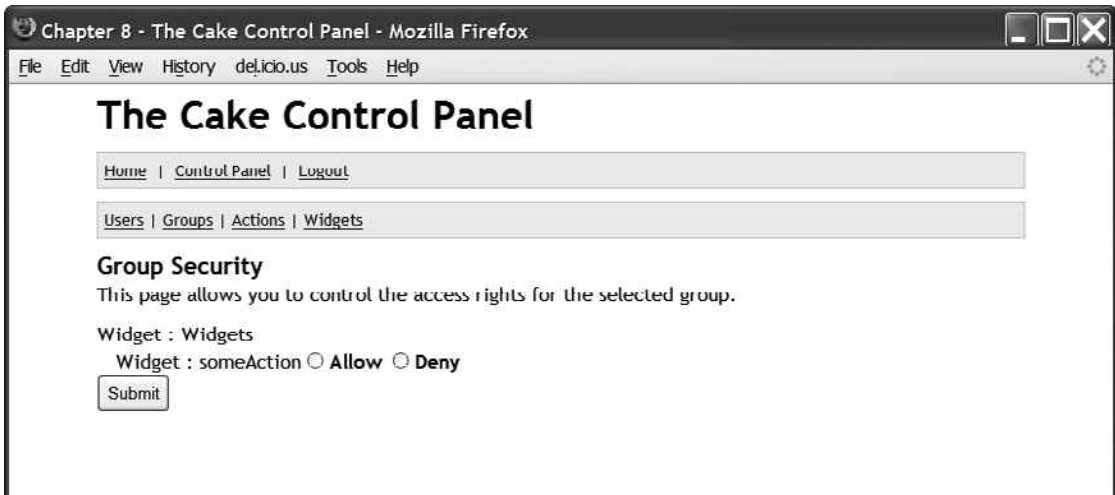 Chapter 8 - The Cake Control Panel - Mozilla Firefox
File Edit View History del.icio.us Tools Help
The Cake Control Panel
Home | Control Panel | Logout
Users | Groups | Actions | Widgets
Group Security
This page allows you to control the access rights for the selected group.
Widget : Widgets
Widget : someAction Allow Deny
Submit